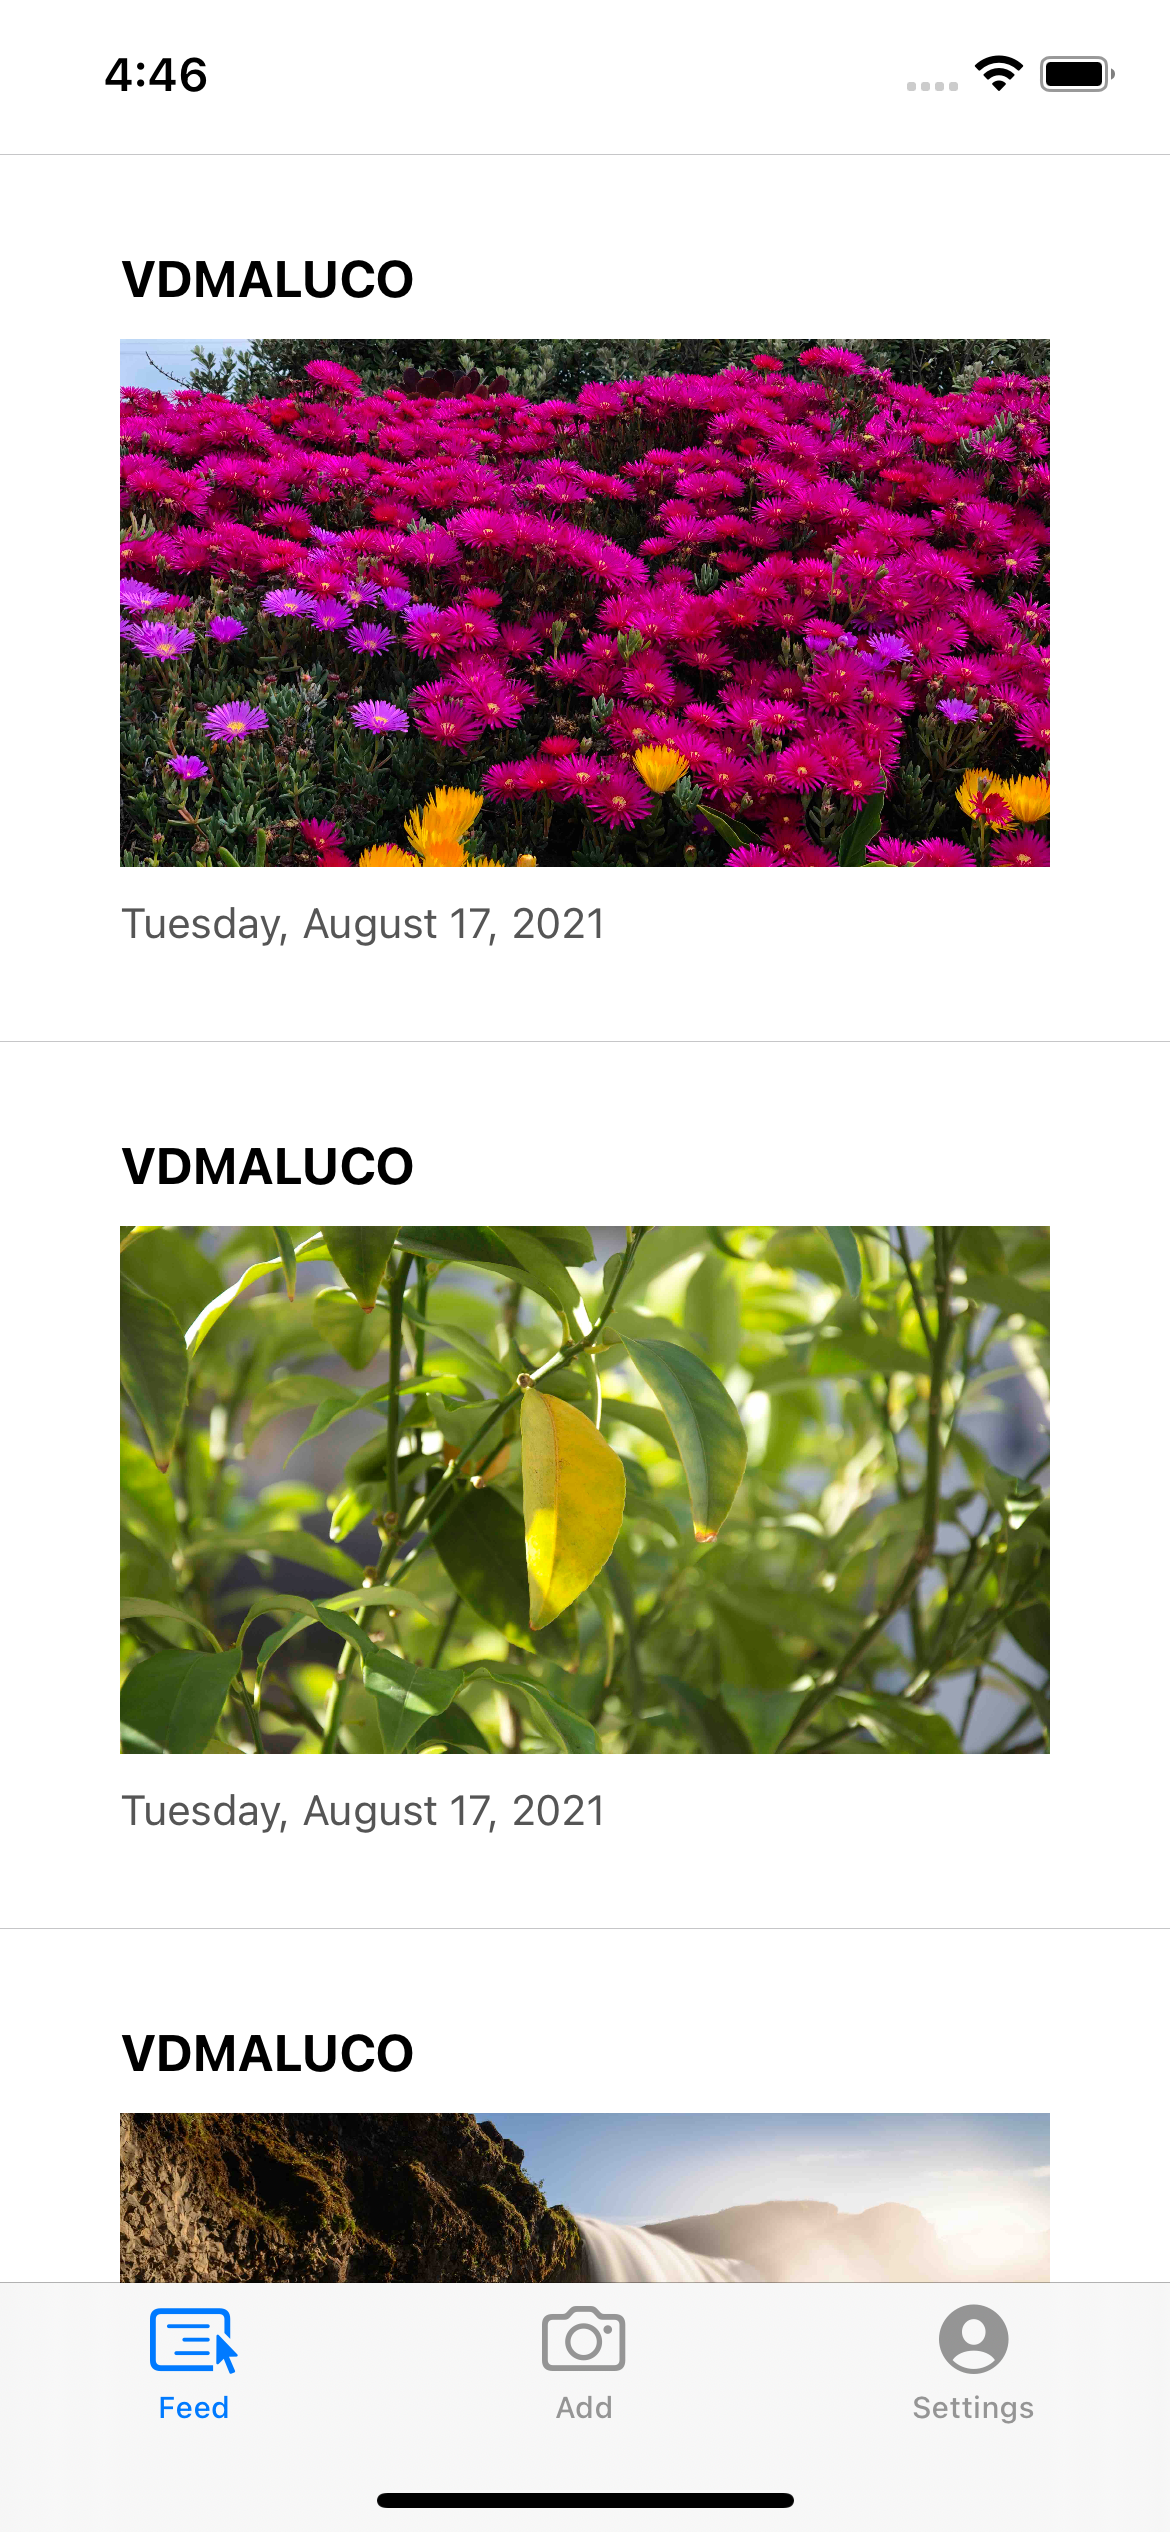 4:46
VDMALUCO
Tuesday, August 17, 2021
VDMALUCO
Tuesday, August 17, 2021
VDMALUCO
Feed
Add
Settings